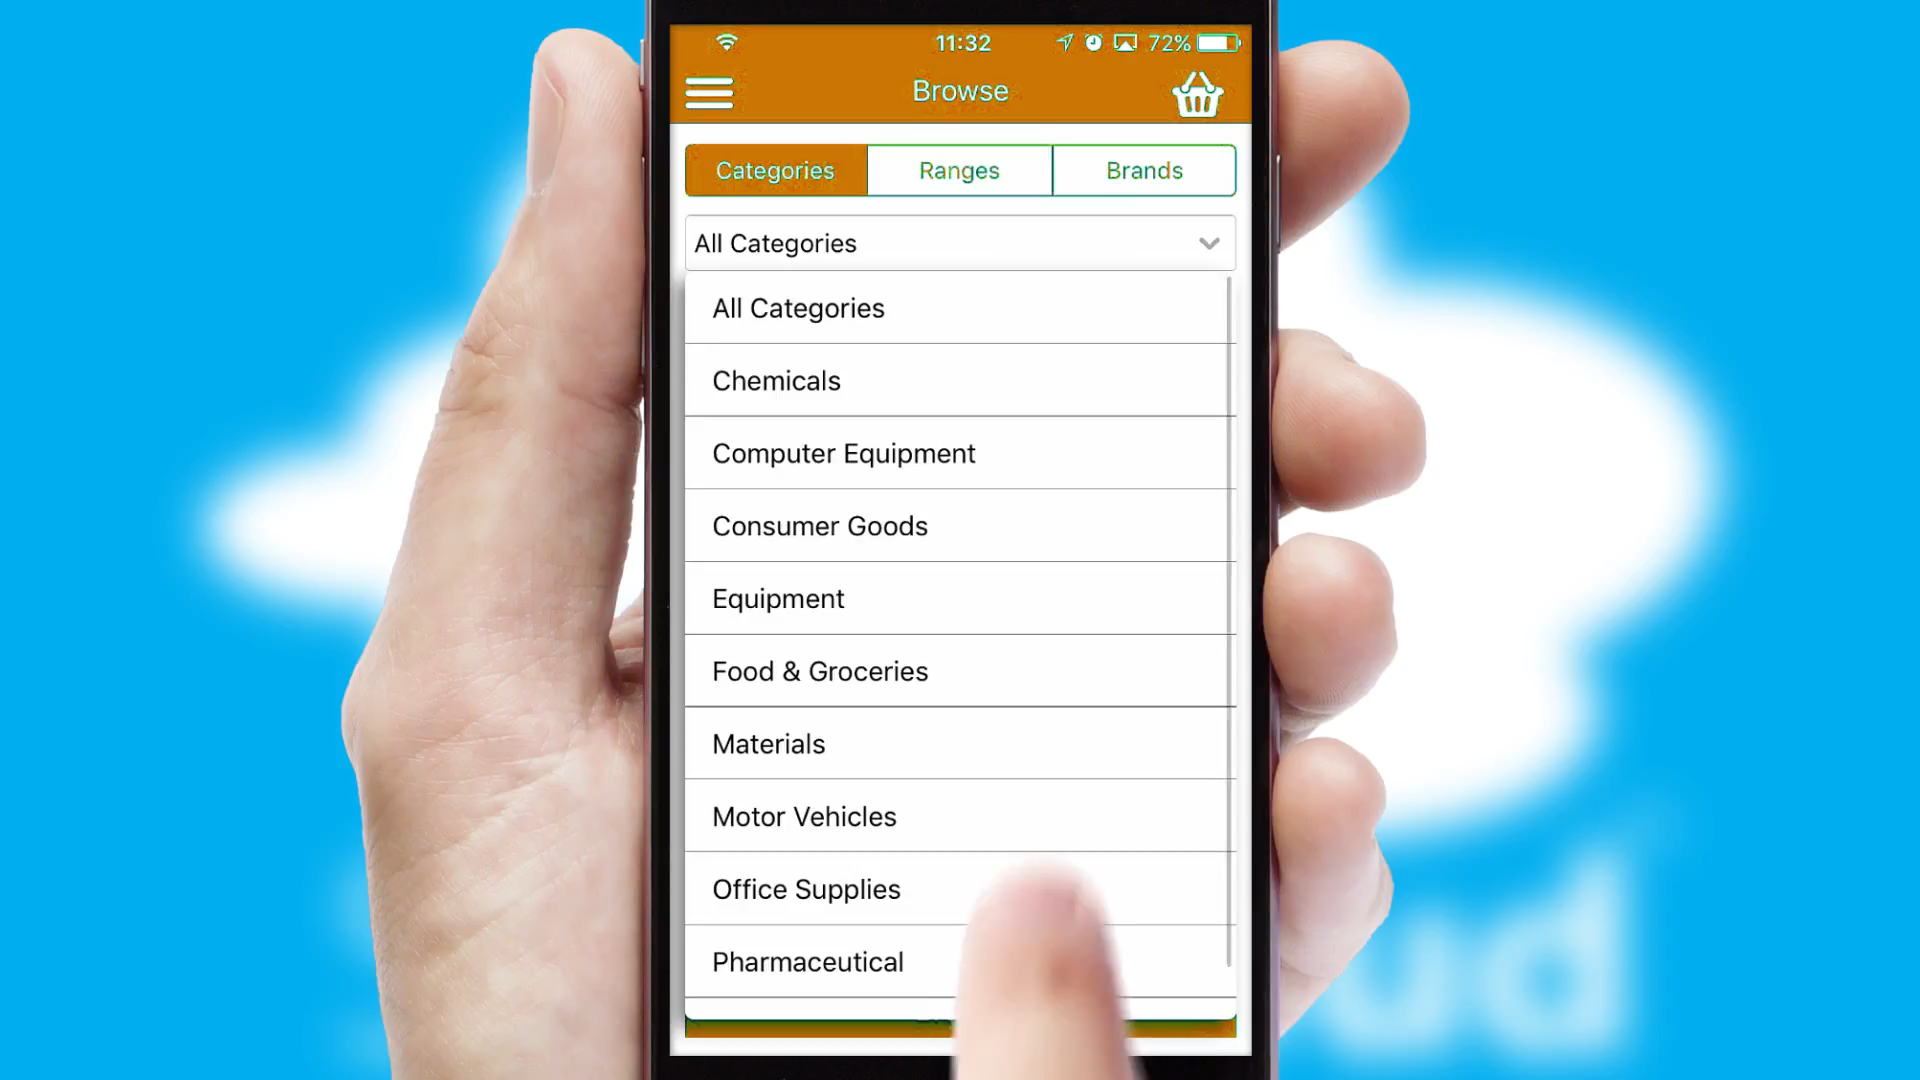 11:32
72%
Browse
Categories
Ranges
Brands
All Categories
All Categories
Chemicals
Computer Equipment
Consumer Goods
Equipment
Food & Groceries
Materials
Motor Vehicles
Office Supplies
Pharmaceutical